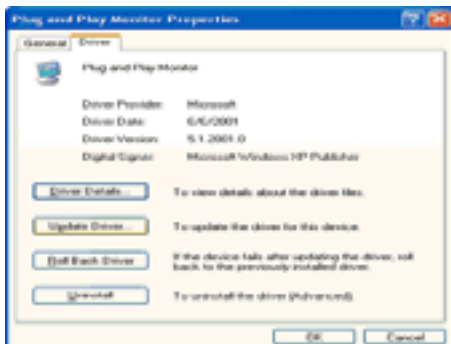 Plug and Play Monitor Properties
General Driver
Plug and Play Monitor
Driver Provider: Microsoft
Driver Date: 6/6/2001
Driver Version: 5.1.2001.0
Digital Signer: Microsoft Windows XP Publisher
Driver Details... To view details about the driver files.
Update Driver... To update the driver for this device.
Roll Back Driver If the device fails after updating the driver, roll
back to the previously installed driver.
Uninstall To uninstall the driver (Advanced).
OK Cancel